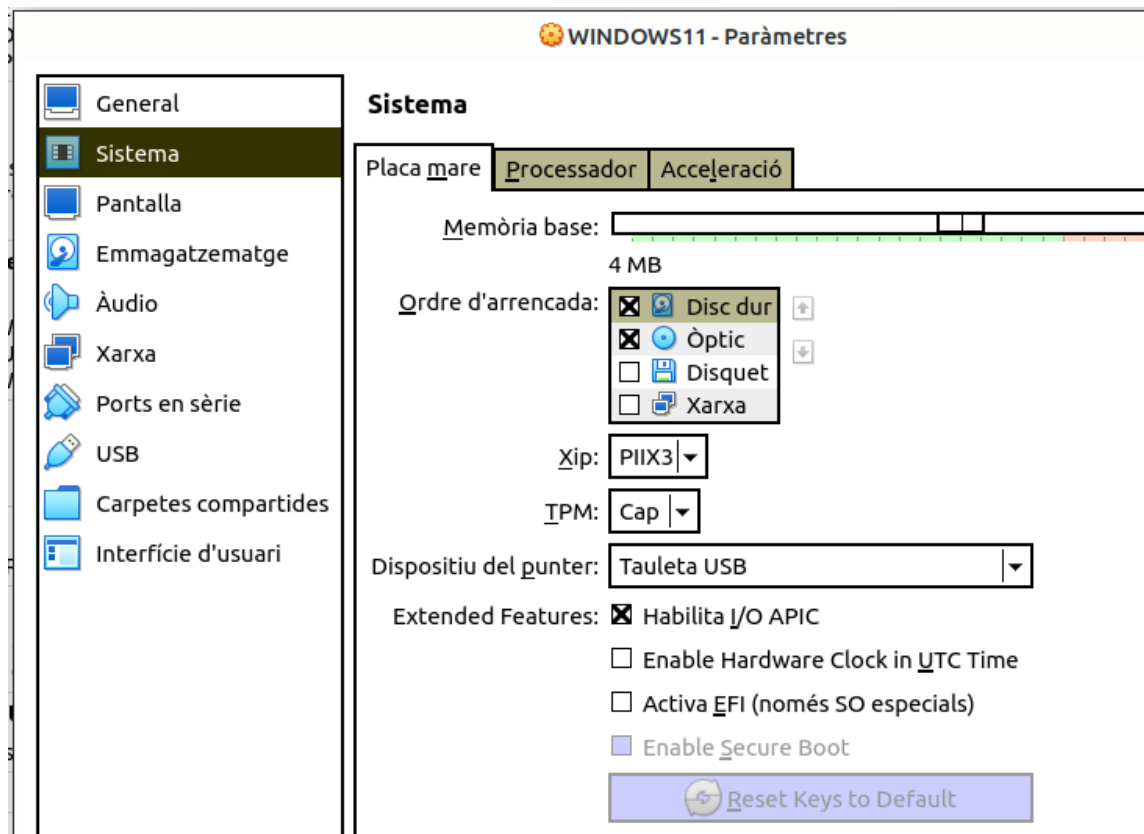 WINDOWS11 - Paràmetres
General
Sistema
Pantalla
Emmagatzematge
Àudio
Xarxa
Ports en sèrie
USB
Carpetes compartides
Interfície d'usuari
Sistema
Placa mare Processador Acceleració
Memòria base:
4 MB
Ordre d'arrencada: Disc dur
Òptic
Disquet
Xarxa
Xip: PIIX3
TPM: Cap
Dispositiu del punter: Tauleta USB
Extended Features: Habilita I/O APIC
Enable Hardware Clock in UTC Time
Activa EFI (només SO especials)
Enable Secure Boot
Reset Keys to Default